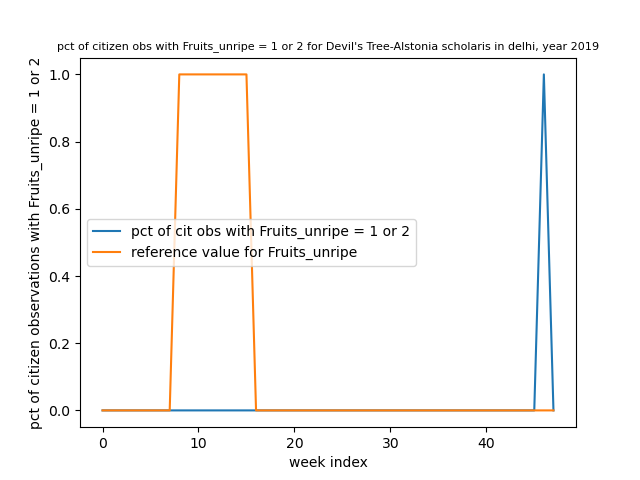 pct of citizen obs with Fruits_unripe = 1 or 2 for Devil's Tree-Alstonia scholaris in delhi, year 2019
pct of citizen observations with Fruits_unripe = 1 or 2
1.0
0.8
0.6
0.4
0.2
0.0
pct of cit obs with Fruits_unripe = 1 or 2
reference value for Fruits_unripe
0 10 20 30 40
week index